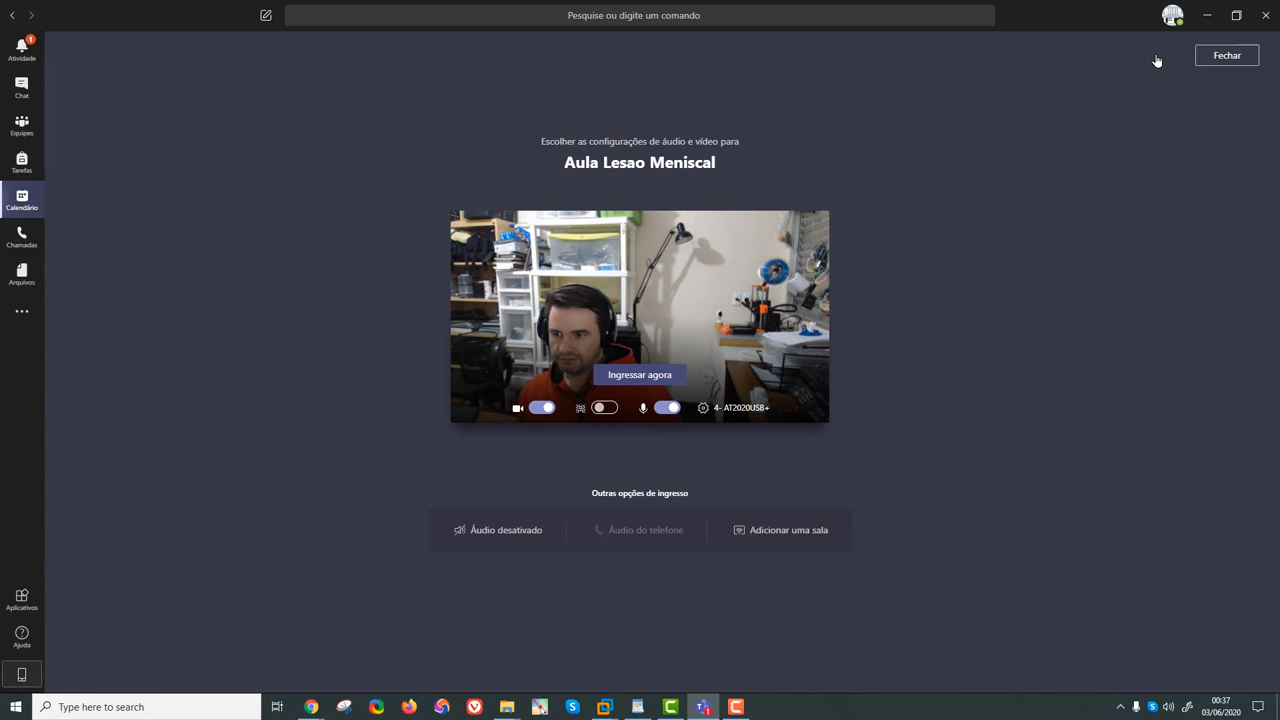 Pesquise ou digite um comando
1
Atividade
Chat
Equipes
Tarefas
Calendário
Chamadas
Arquivos
Aplicativos
Ajuda
Fechar
Escolher as configurações de áudio e vídeo para
Aula Lesao Meniscal
Ingressar agora
4- AT2020USB+
Outras opções de ingresso
Áudio desativado
Áudio do telefone
Adicionar uma sala
Type here to search
00:37
03/06/2020